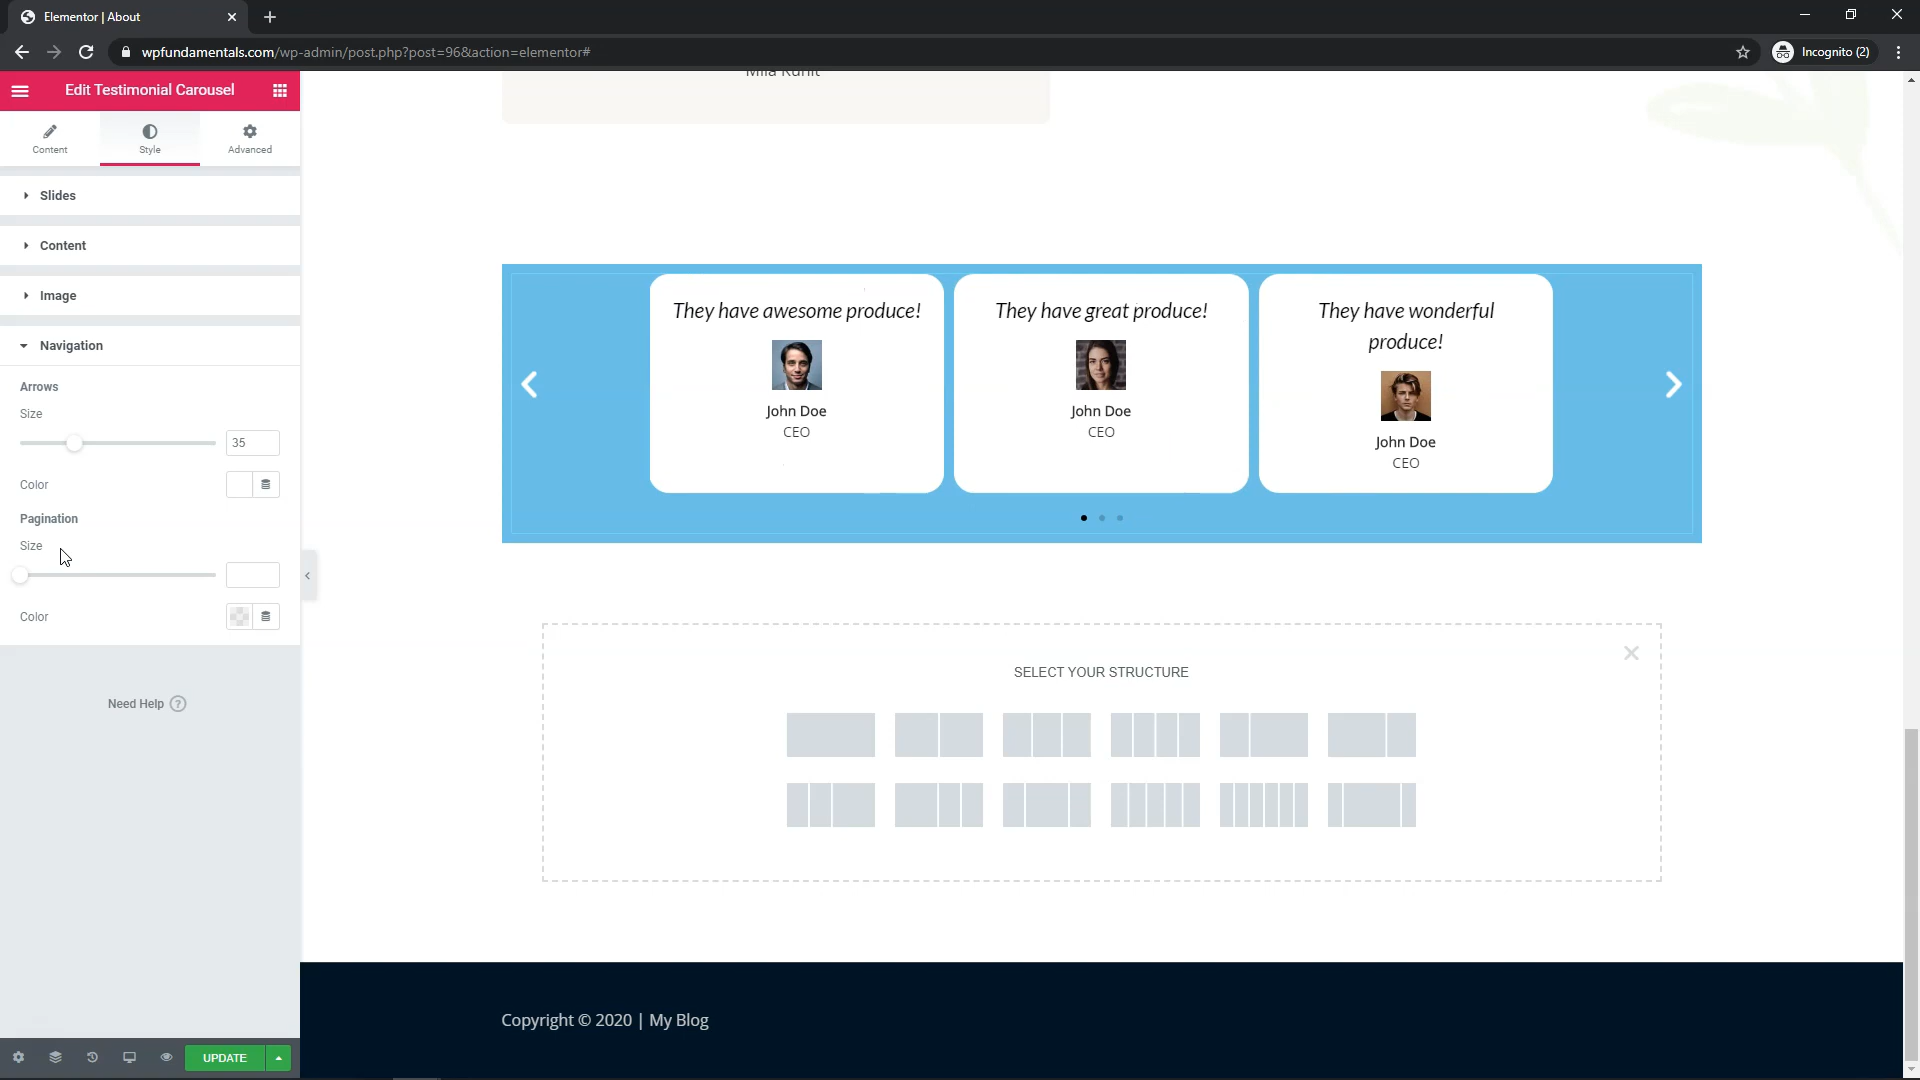 Elementor | About
wpfundamentals.com/wp-admin/post.php?post=96&action=elementor#
Incognito (2)
Edit Testimonial Carousel
Content
Style
Advanced
Slides
Content
Image
Navigation
Arrows
Size
35
Color
Pagination
Size
Color
Need Help ?
UPDATE
Mila Kunit
They have awesome produce!
John Doe
CEO
They have great produce!
John Doe
CEO
They have wonderful
produce!
John Doe
CEO
SELECT YOUR STRUCTURE
Copyright © 2020 | My Blog